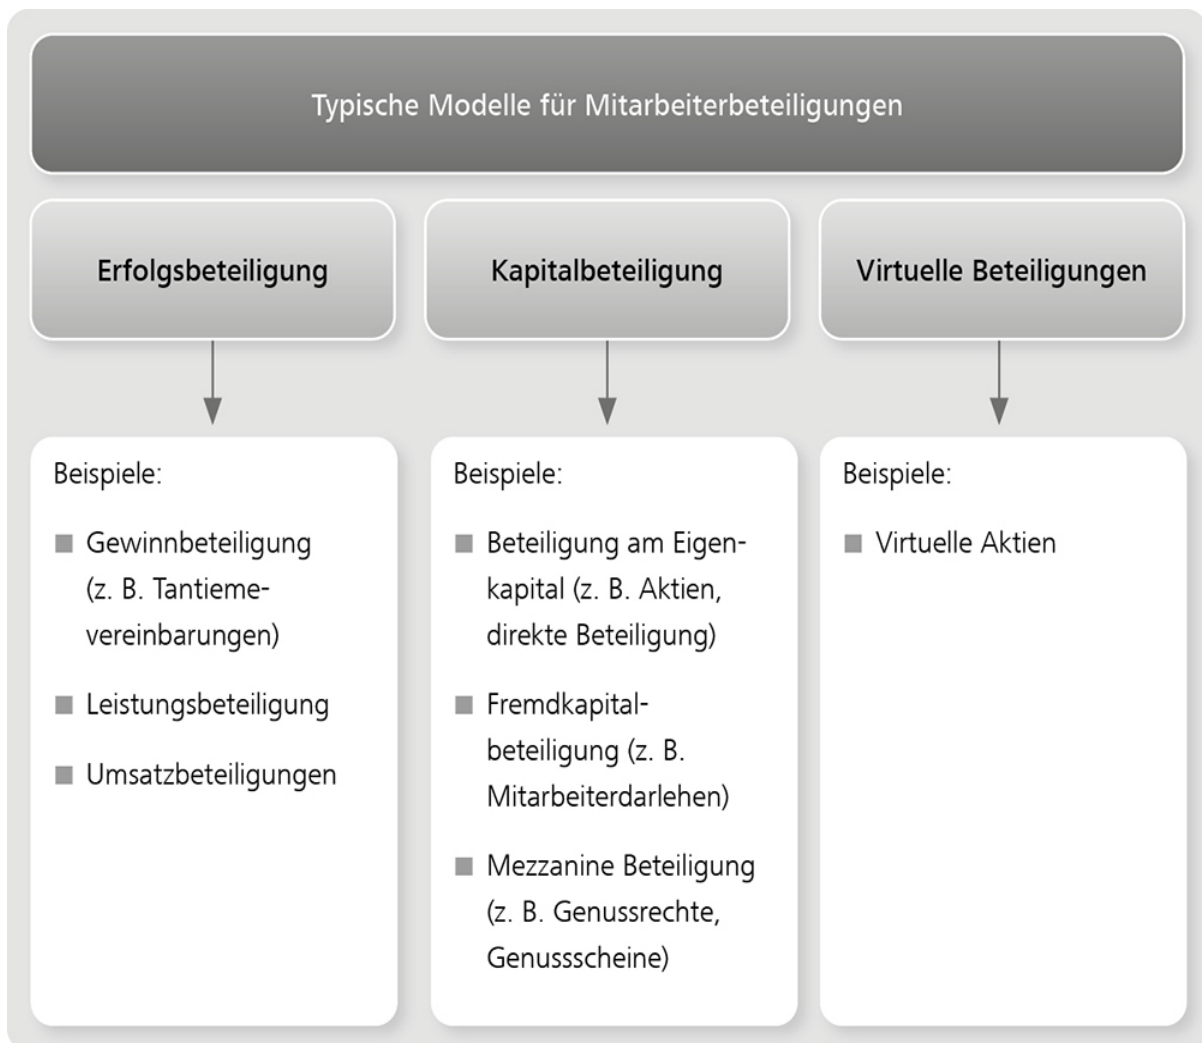 Typische Modelle für Mitarbeiterbeteiligungen
Erfolgsbeteiligung
Kapitalbeteiligung
Virtuelle Beteiligungen
Beispiele:
■ Gewinnbeteiligung
(z. B. Tantieme-
vereinbarungen)
■ Leistungsbeteiligung
■ Umsatzbeteiligungen
Beispiele:
■ Beteiligung am Eigen-
kapital (z. B. Aktien,
direkte Beteiligung)
■ Fremdkapital-
beteiligung (z. B.
Mitarbeiterdarlehen)
■ Mezzanine Beteiligung
(z. B. Genussrechte,
Genussscheine)
Beispiele:
■ Virtuelle Aktien